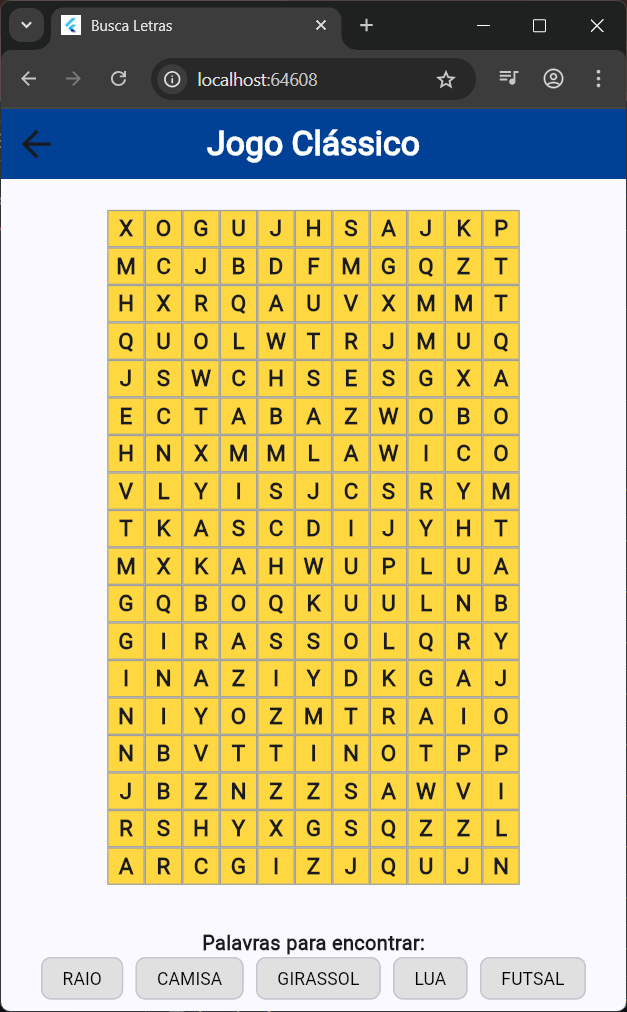 Busca Letras
localhost:64608
Jogo Clássico
X O G U J H S A J K P
M C J B D F M G Q Z T
H X R Q A U V X M M T
Q U O L W T R J M U Q
J S W C H S E S G X A
E C T A B A Z W O B O
H N X M M L A W I C O
V L Y I S J C S R Y M
T K A S C D I J Y H T
M X K A H W U P L U A
G Q B O Q K U U L N B
G I R A S S O L Q R Y
I N A Z I Y D K G A J
N I Y O Z M T R A I O
N B V T T I N O T P P
J B Z N Z Z S A W V I
R S H Y X G S Q Z Z L
A R C G I Z J Q U J N
Palavras para encontrar:
RAIO CAMISA GIRASSOL LUA FUTSAL